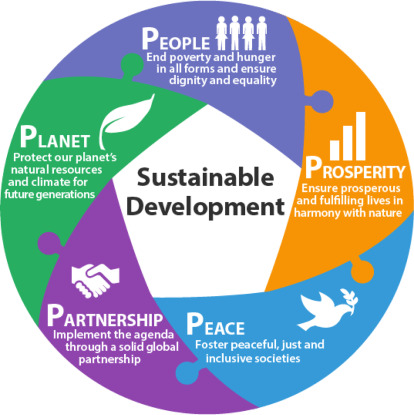 PEOPLE
End poverty and hunger
in all forms and ensure
dignity and equality
PROSPERITY
Ensure prosperous
and fulfilling lives in
harmony with nature
PEACE
Foster peaceful, just and
inclusive societies
PARTNERSHIP
Implement the agenda
through a solid global
partnership
PLANET
Protect our planet's
natural resources
and climate for
future generations
Sustainable
Development